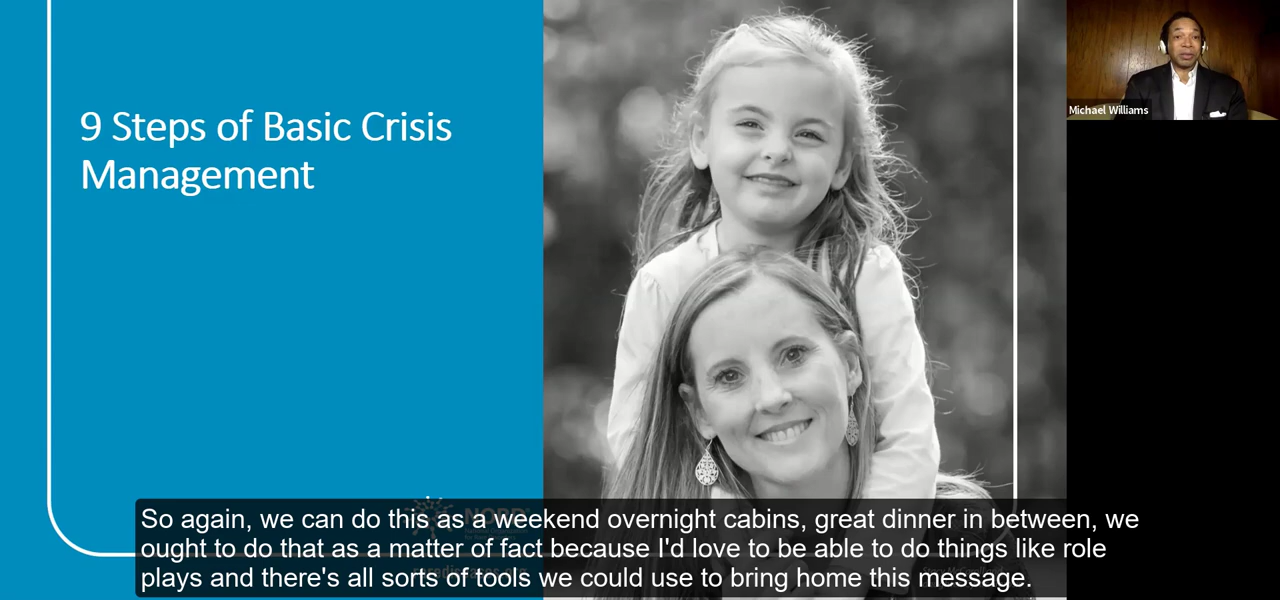 9 Steps of Basic Crisis
Management
Michael Williams
So again, we can do this as a weekend overnight cabins, great dinner in between, we
ought to do that as a matter of fact because I'd love to be able to do things like role
plays and there's all sorts of tools we could use to bring home this message.